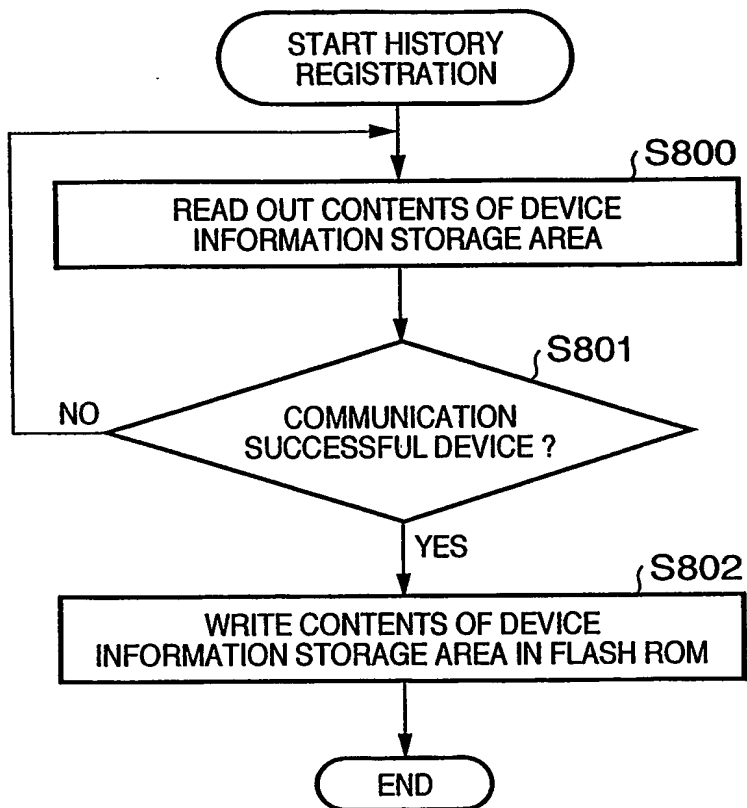 START HISTORY
REGISTRATION
S800
READ OUT CONTENTS OF DEVICE
INFORMATION STORAGE AREA
S801
COMMUNICATION
SUCCESSFUL DEVICE ?
NO
YES
S802
WRITE CONTENTS OF DEVICE
INFORMATION STORAGE AREA IN FLASH ROM
END